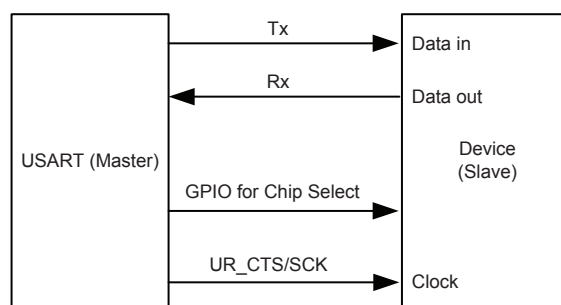 Tx
Data in
Rx
Data out
USART (Master)
Device
(Slave)
GPIO for Chip Select
UR_CTS/SCK
Clock